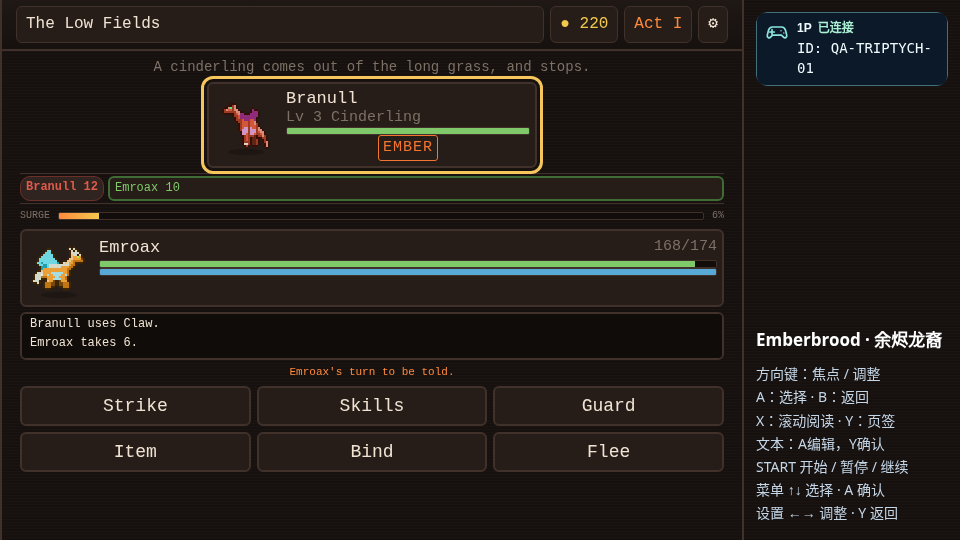 The Low Fields
● 220
Act I
⚙
A cinderling comes out of the long grass, and stops.
Branull
Lv 3 Cinderling
EMBER
Branull 12
Emroax 10
SURGE
6%
Emroax
168/174
Branull uses Claw.
Emroax takes 6.
Emroax's turn to be told.
Strike
Skills
Guard
Item
Bind
Flee
1P 已连接
ID: QA-TRIPTYCH-
01
Emberbrood · 余烬龙裔
方向键：焦点 / 调整
A：选择 · B：返回
X：滚动阅读 · Y：页签
文本：A编辑，Y确认
START 开始 / 暂停 / 继续
菜单 ↑↓ 选择 · A 确认
设置 ←→ 调整 · Y 返回